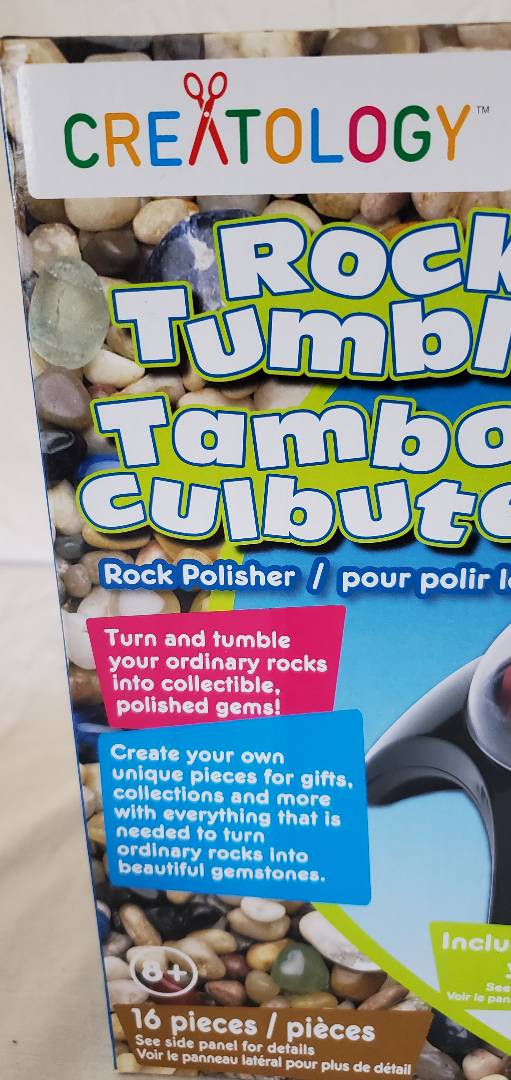 CREATOLOGY™
Rock
Tumbl
Tambo
culbute
Rock Polisher / pour polir l
Turn and tumble
your ordinary rocks
into collectible,
polished gems!
Create your own
unique pieces for gifts,
collections and more
with everything that is
needed to turn
ordinary rocks into
beautiful gemstones.
Inclu
y
See
Voir le pan
8+
16 pieces / pièces
See side panel for details
Voir le panneau latéral pour plus de détail